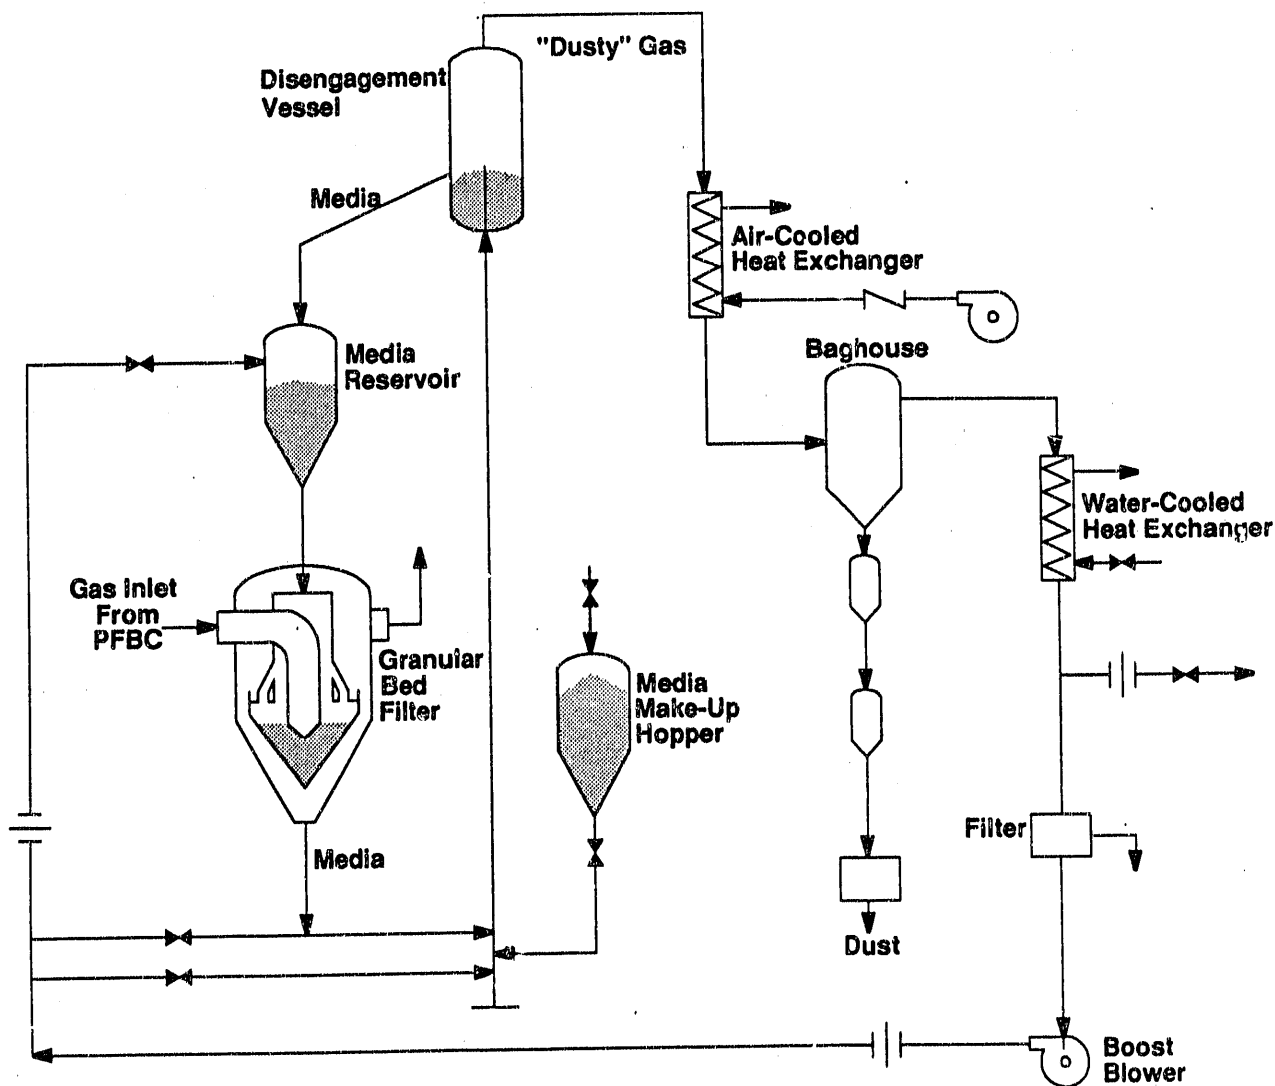 "Dusty" Gas
Disengagement
Vessel
Media
Air-Cooled
Heat Exchanger
Baghouse
Media
Reservoir
Water-Cooled
Heat Exchanger
Gas Inlet
From
PFBC
Granular
Bed
Filter
Media
Make-Up
Hopper
Filter
Media
Dust
Boost
Blower